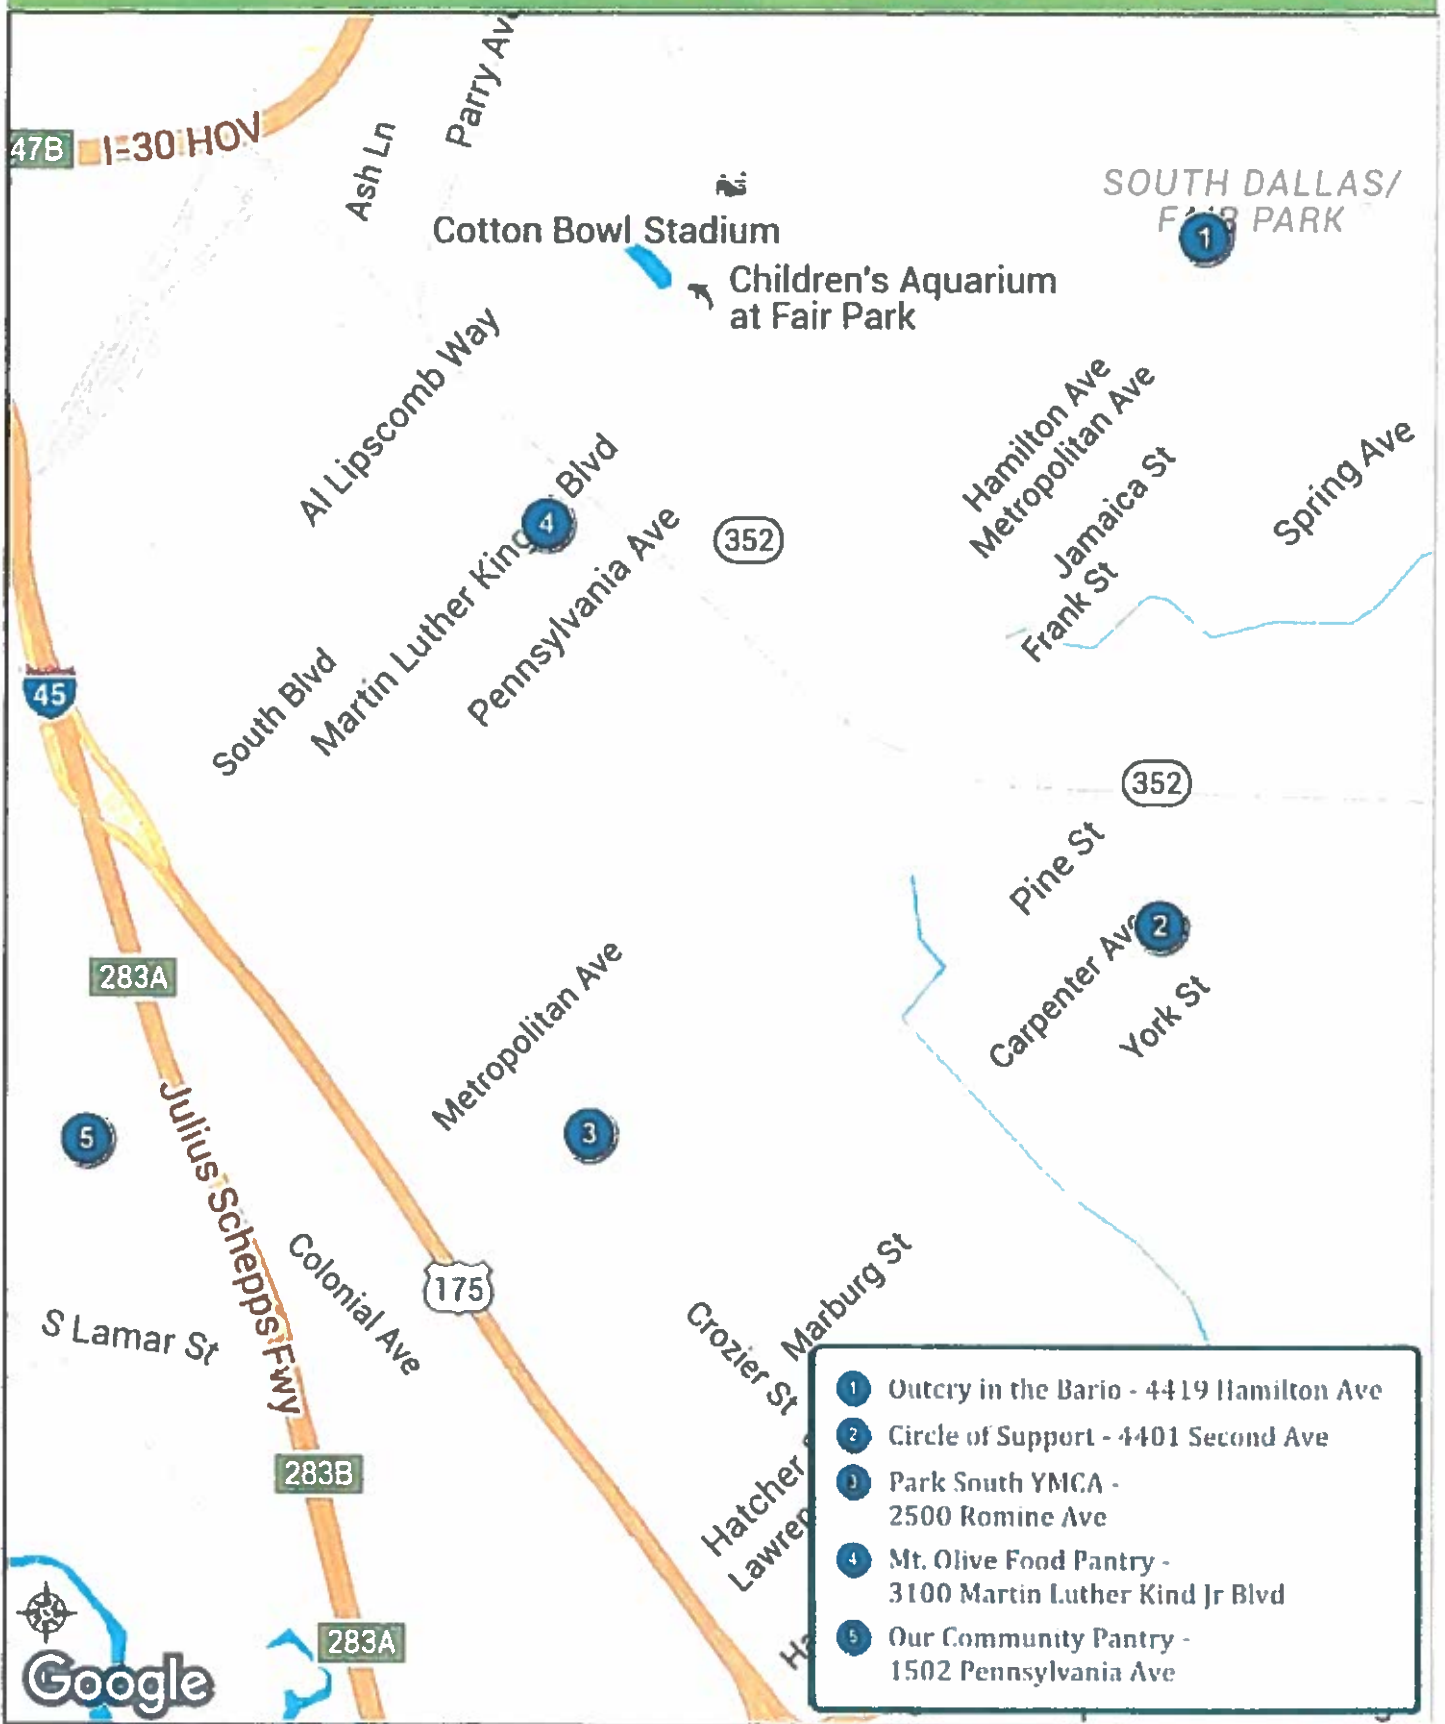 Parry Ave
47B
I-30 HOV
Ash Ln
SOUTH DALLAS/
FAIR PARK
1
Cotton Bowl Stadium
Children's Aquarium
at Fair Park
Al Lipscomb Way
Hamilton Ave
Metropolitan Ave
Jamaica St
Spring Ave
Frank St
4
Martin Luther King Blvd
Pennsylvania Ave
352
South Blvd
45
352
Pine St
2
Carpenter Ave
York St
283A
Metropolitan Ave
3
5
Julius Schepps Fwy
Colonial Ave
175
S Lamar St
Marburg St
Crozier St
Hatcher
283B
283A
Google
1 Outcry in the Bario - 4419 Hamilton Ave
2 Circle of Support - 4401 Second Ave
3 Park South YMCA -
2500 Romine Ave
4 Mt. Olive Food Pantry -
3100 Martin Luther Kind Jr Blvd
5 Our Community Pantry -
1502 Pennsylvania Ave